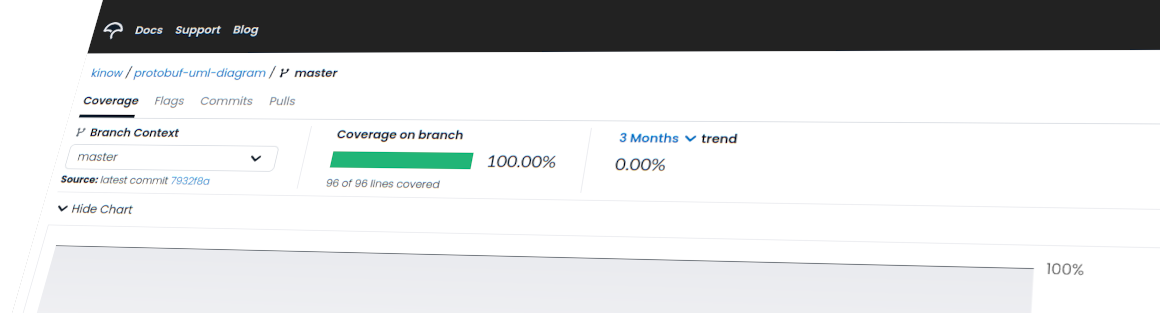 Docs Support Blog
kinow / protobuf-uml-diagram / master
Coverage Flags Commits Pulls
Branch Context
master
Source: latest commit 7932f8a
Coverage on branch
100.00%
96 of 96 lines covered
3 Months trend
0.00%
Hide Chart
100%